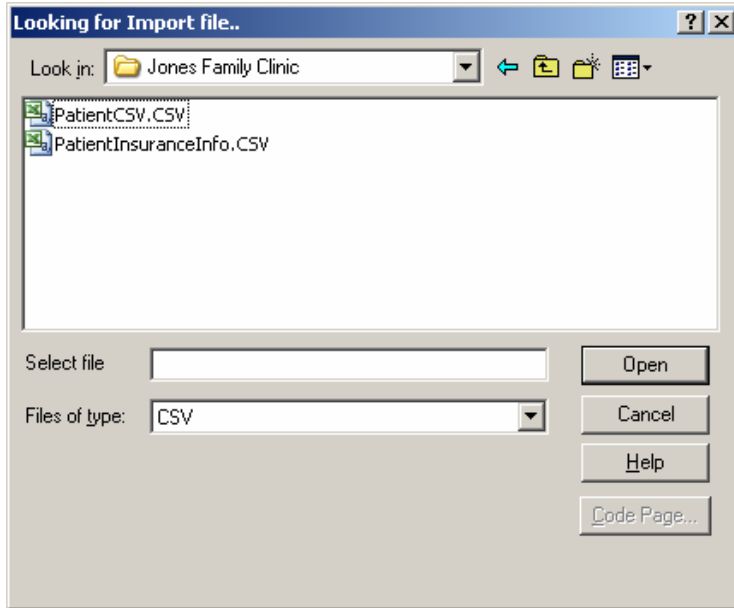 Looking for Import file..
Look in: Jones Family Clinic
PatientCSV.CSV
PatientInsuranceInfo.CSV
Select file
Open
Files of type: CSV
Cancel
Help
Code Page...